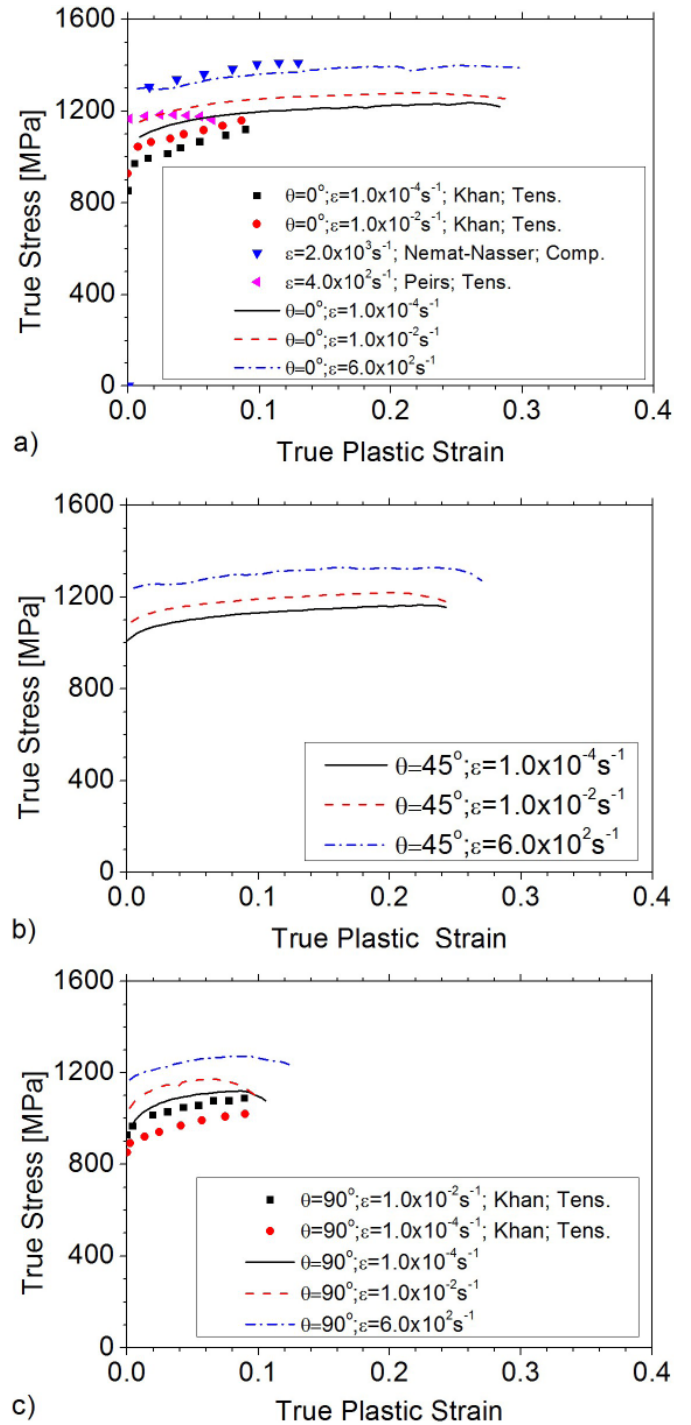 1600
1200
800
400
0
True Stress [MPa]
θ=0°;ε=1.0x10⁻⁴s⁻¹; Khan; Tens.
θ=0°;ε=1.0x10⁻²s⁻¹; Khan; Tens.
ε=2.0x10³s⁻¹; Nemat-Nasser; Comp.
ε=4.0x10²s⁻¹; Peirs; Tens.
θ=0°;ε=1.0x10⁻⁴s⁻¹
θ=0°;ε=1.0x10⁻²s⁻¹
θ=0°;ε=6.0x10²s⁻¹
0.0 0.1 0.2 0.3 0.4
a) True Plastic Strain
1600
1200
800
400
0
True Stress [MPa]
θ=45°;ε=1.0x10⁻⁴s⁻¹
θ=45°;ε=1.0x10⁻²s⁻¹
θ=45°;ε=6.0x10²s⁻¹
0.0 0.1 0.2 0.3 0.4
b) True Plastic Strain
1600
1200
800
400
0
True Stress [MPa]
θ=90°;ε=1.0x10⁻²s⁻¹; Khan; Tens.
θ=90°;ε=1.0x10⁻⁴s⁻¹; Khan; Tens.
θ=90°;ε=1.0x10⁻⁴s⁻¹
θ=90°;ε=1.0x10⁻²s⁻¹
θ=90°;ε=6.0x10²s⁻¹
0.0 0.1 0.2 0.3 0.4
c) True Plastic Strain